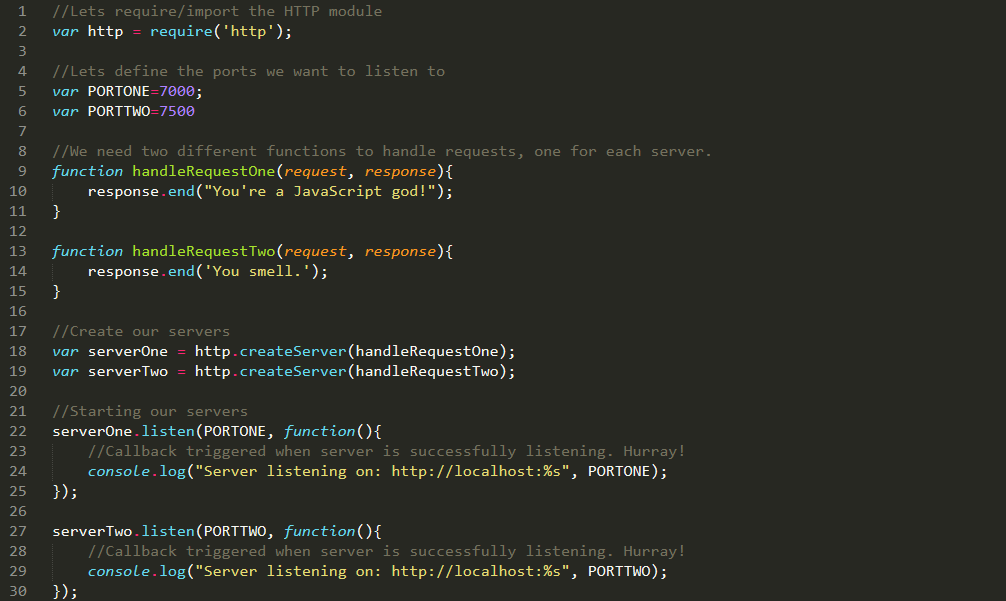 1 //Lets require/import the HTTP module
2 var http = require('http');
3
4 //Lets define the ports we want to listen to
5 var PORTONE=7000;
6 var PORTTWO=7500
7
8 //We need two different functions to handle requests, one for each server.
9 function handleRequestOne(request, response){
10     response.end("You're a JavaScript god!");
11 }
12
13 function handleRequestTwo(request, response){
14     response.end('You smell.');
15 }
16
17 //Create our servers
18 var serverOne = http.createServer(handleRequestOne);
19 var serverTwo = http.createServer(handleRequestTwo);
20
21 //Starting our servers
22 serverOne.listen(PORTONE, function(){
23     //Callback triggered when server is successfully listening. Hurray!
24     console.log("Server listening on: http://localhost:%s", PORTONE);
25 });
26
27 serverTwo.listen(PORTTWO, function(){
28     //Callback triggered when server is successfully listening. Hurray!
29     console.log("Server listening on: http://localhost:%s", PORTTWO);
30 });